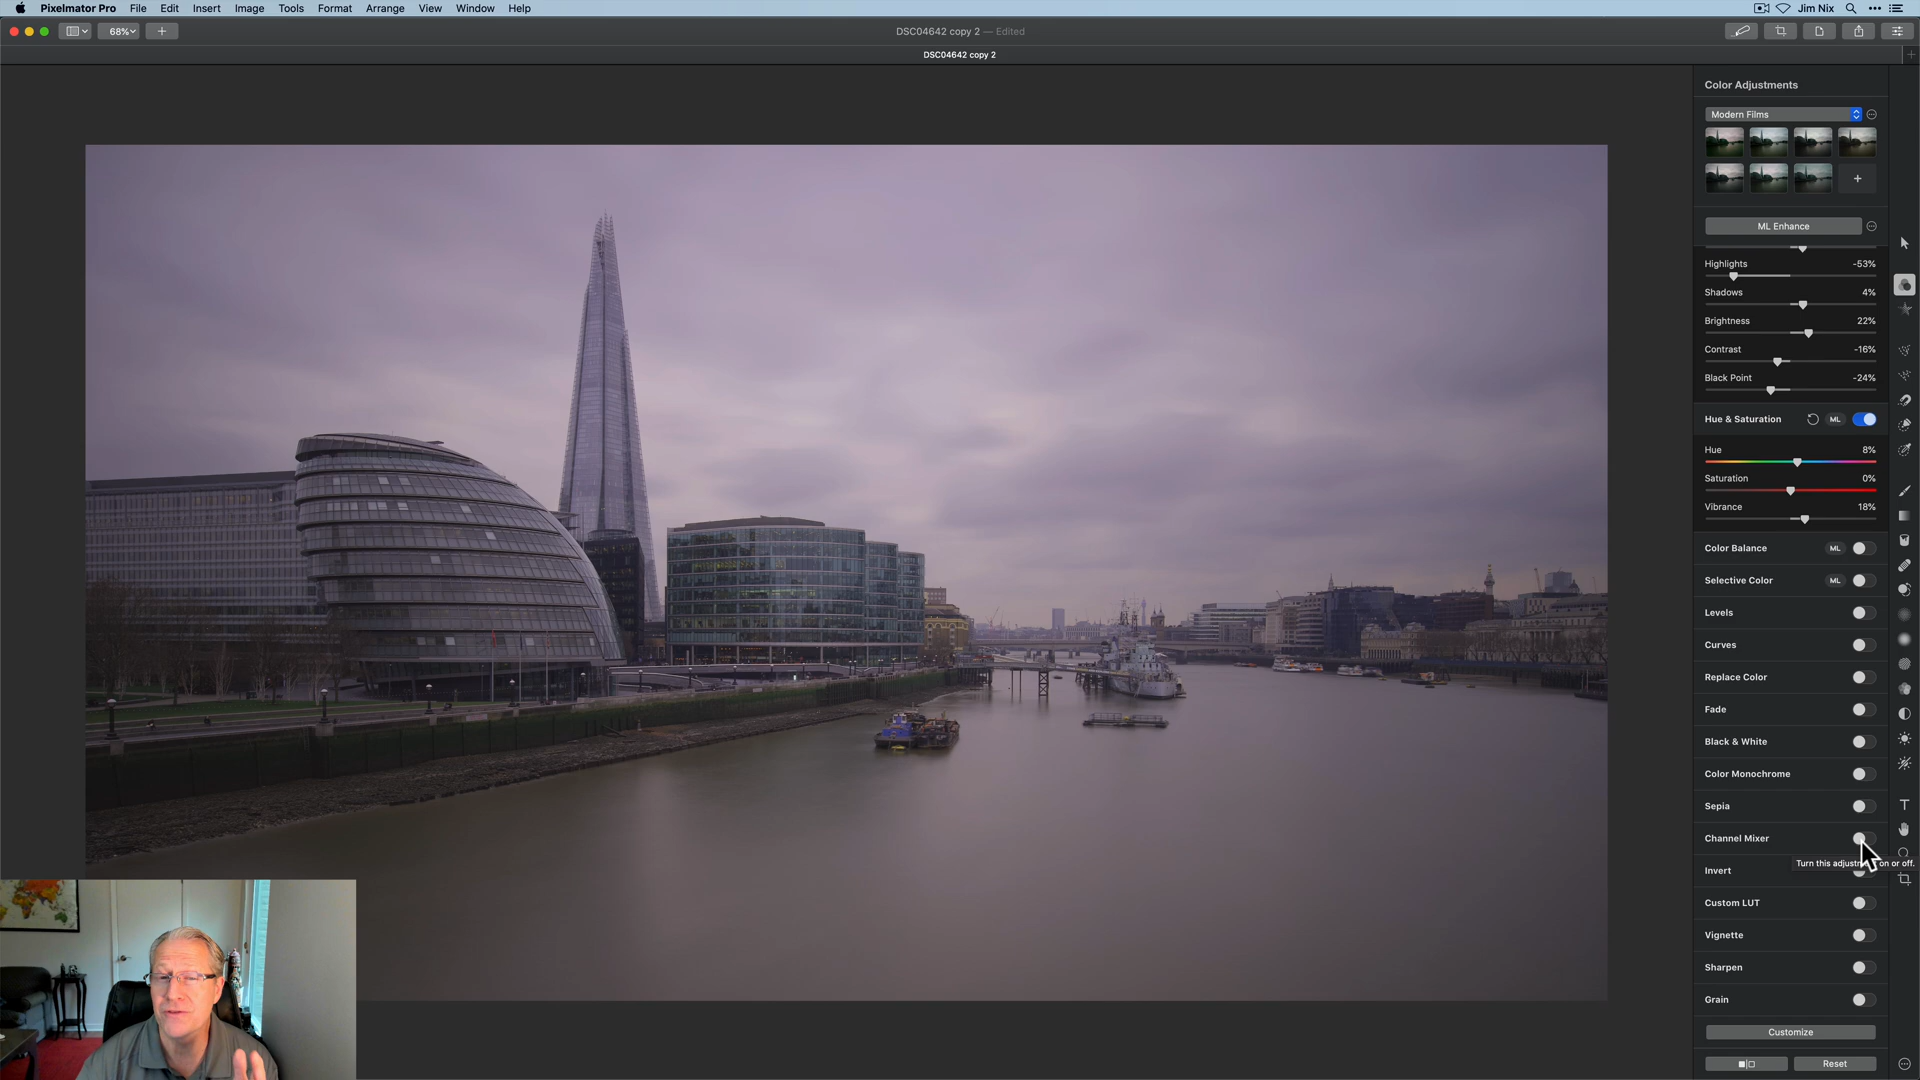 Pixelmator Pro File Edit Insert Image Tools Format Arrange View Window Help Jim Nix
68% DSC04642 copy 2 — Edited
DSC04642 copy 2
Color Adjustments
Modern Films
ML Enhance
Highlights -53%
Shadows 4%
Brightness 22%
Contrast -16%
Black Point -24%
Hue & Saturation ML
Hue 8%
Saturation 0%
Vibrance 18%
Color Balance ML
Selective Color ML
Levels
Curves
Replace Color
Fade
Black & White
Color Monochrome
Sepia
Channel Mixer
Turn this adjustm on or off.
Invert
Custom LUT
Vignette
Sharpen
Grain
Customize
Reset